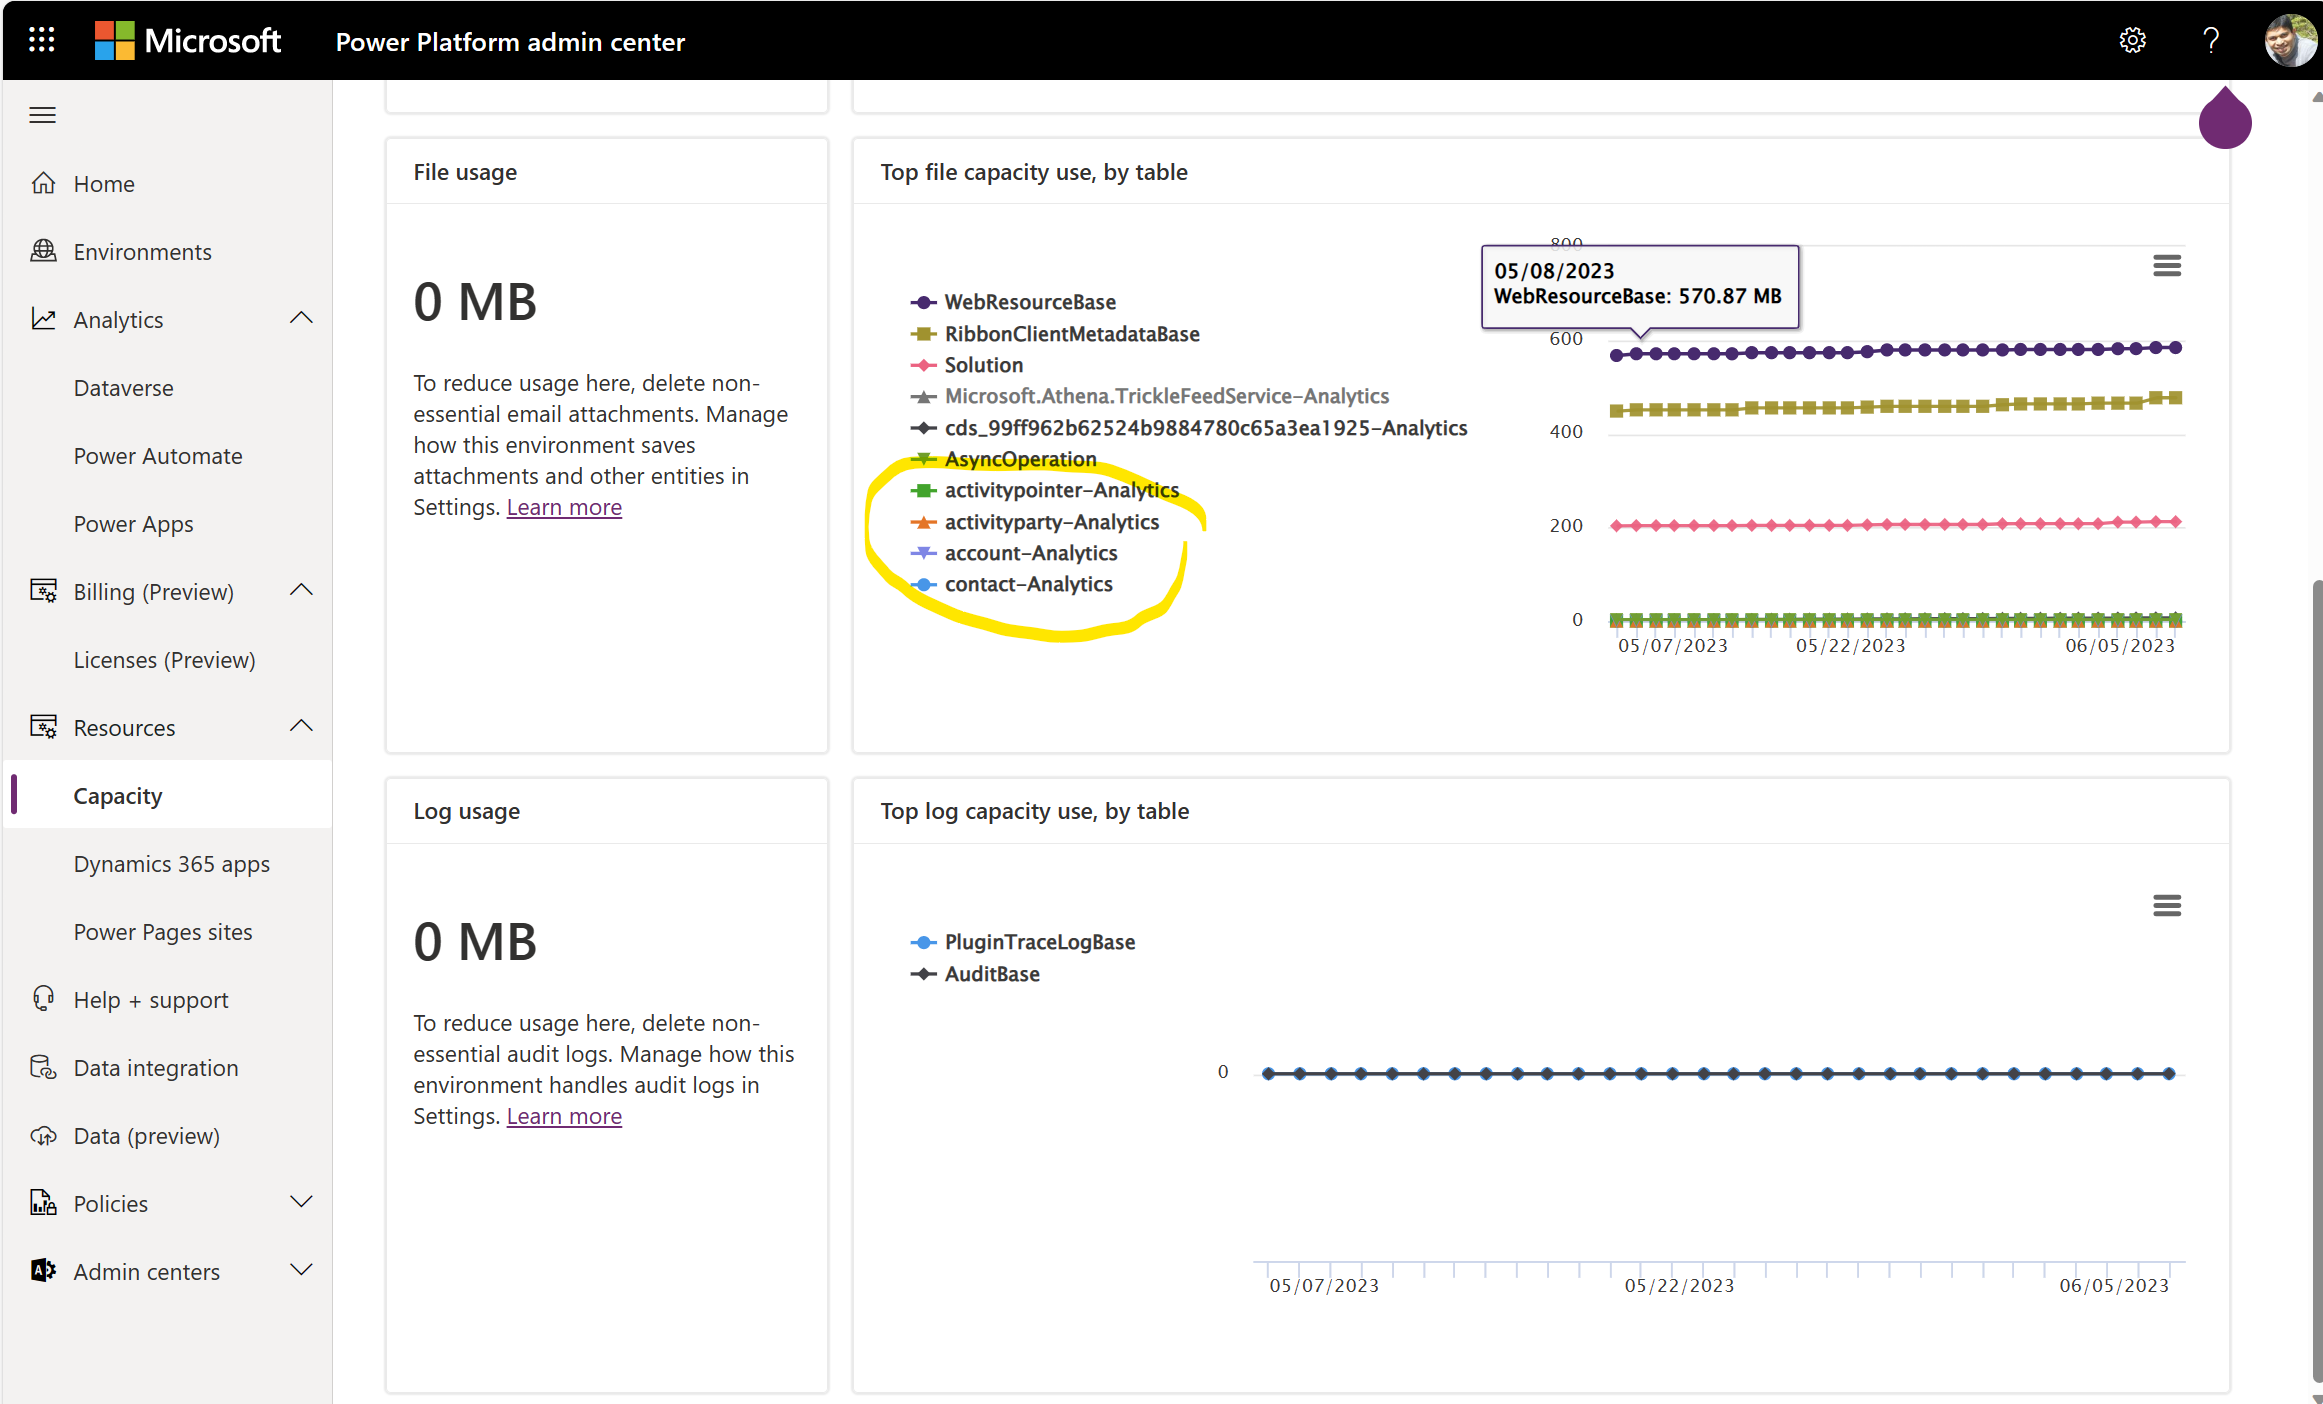 Microsoft
Power Platform admin center
?
Home
Environments
Analytics
Dataverse
Power Automate
Power Apps
Billing (Preview)
Licenses (Preview)
Resources
Capacity
Dynamics 365 apps
Power Pages sites
Help + support
Data integration
Data (preview)
Policies
Admin centers
File usage
0 MB
To reduce usage here, delete non-
essential email attachments. Manage
how this environment saves
attachments and other entities in
Settings. Learn more
Top file capacity use, by table
WebResourceBase
RibbonClientMetadataBase
Solution
Microsoft.Athena.TrickleFeedService-Analytics
cds_99ff962b62524b9884780c65a3ea1925-Analytics
AsyncOperation
activitypointer-Analytics
activityparty-Analytics
account-Analytics
contact-Analytics
800
05/08/2023
WebResourceBase: 570.87 MB
600
400
200
0
05/07/2023 05/22/2023 06/05/2023
Log usage
0 MB
To reduce usage here, delete non-
essential audit logs. Manage how this
environment handles audit logs in
Settings. Learn more
Top log capacity use, by table
PluginTraceLogBase
AuditBase
0
05/07/2023 05/22/2023 06/05/2023